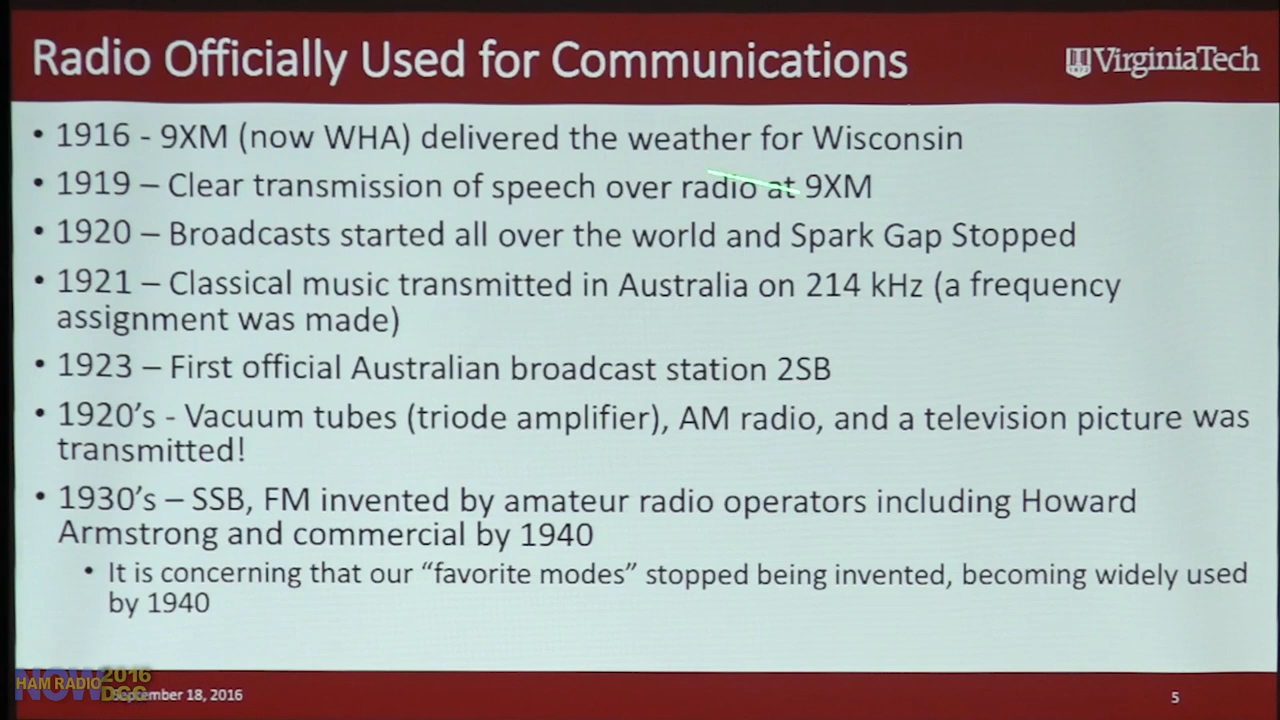 Radio Officially Used for Communications
VirginiaTech
• 1916 - 9XM (now WHA) delivered the weather for Wisconsin
• 1919 – Clear transmission of speech over radio at 9XM
• 1920 – Broadcasts started all over the world and Spark Gap Stopped
• 1921 – Classical music transmitted in Australia on 214 kHz (a frequency
assignment was made)
• 1923 – First official Australian broadcast station 2SB
• 1920's - Vacuum tubes (triode amplifier), AM radio, and a television picture was
transmitted!
• 1930's – SSB, FM invented by amateur radio operators including Howard
Armstrong and commercial by 1940
• It is concerning that our “favorite modes” stopped being invented, becoming widely used
by 1940
HAM RADIO
NOW
2016
DCC
September 18, 2016
5